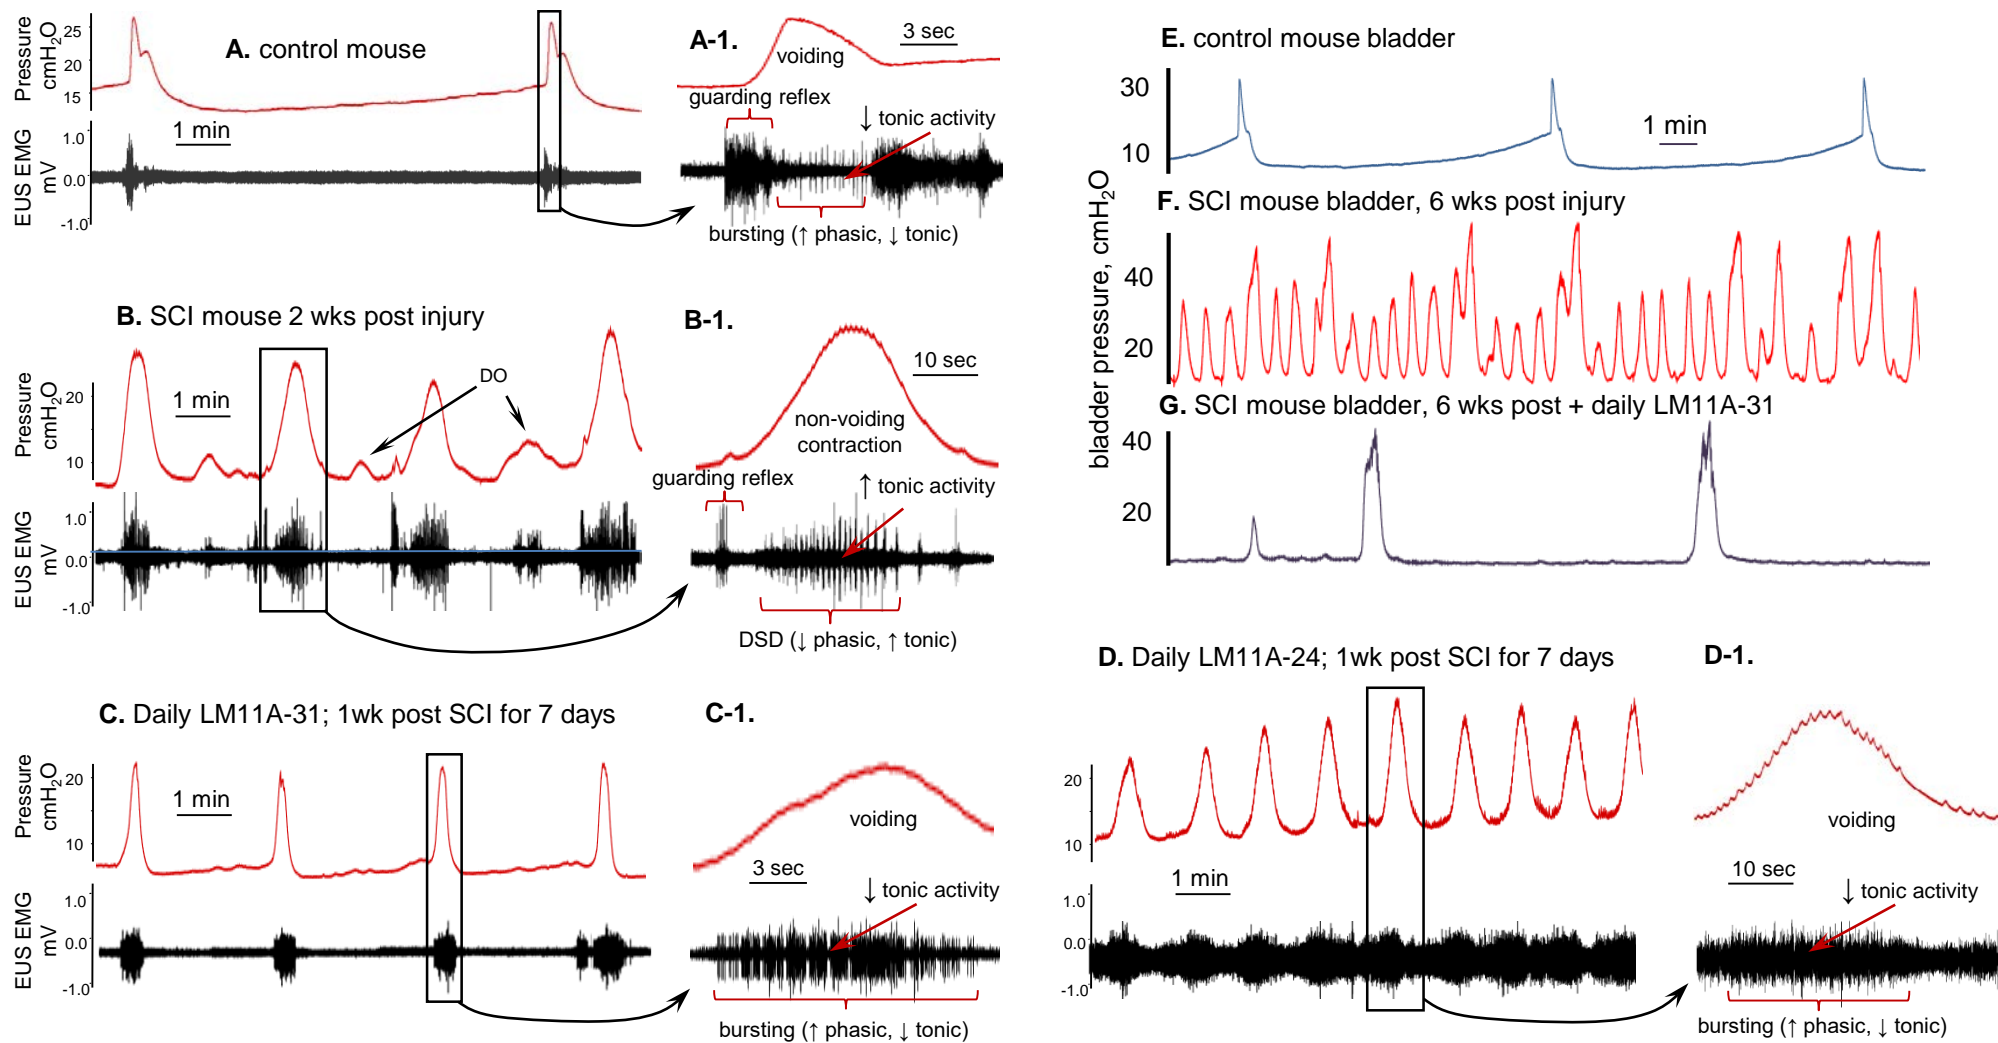 A. control mouse
Pressure
cmH2O
25
20
15
1 min
EUS EMG
mV
1.0
0.0
-1.0
A-1.
3 sec
voiding
guarding reflex
↓ tonic activity
bursting (↑ phasic, ↓ tonic)
B. SCI mouse 2 wks post injury
Pressure
cmH2O
20
10
1 min
DO
EUS EMG
mV
1.0
0.0
-1.0
B-1.
10 sec
non-voiding
contraction
guarding reflex
↑ tonic activity
DSD (↓ phasic, ↑ tonic)
C. Daily LM11A-31; 1wk post SCI for 7 days
Pressure
cmH2O
20
10
1 min
EUS EMG
mV
1.0
0.0
-1.0
C-1.
voiding
3 sec
↓ tonic activity
bursting (↑ phasic, ↓ tonic)
E. control mouse bladder
30
10
1 min
bladder pressure, cmH2O
F. SCI mouse bladder, 6 wks post injury
40
20
G. SCI mouse bladder, 6 wks post + daily LM11A-31
40
20
D. Daily LM11A-24; 1wk post SCI for 7 days
20
10
1 min
1.0
0.0
-1.0
D-1.
voiding
10 sec
↓ tonic activity
bursting (↑ phasic, ↓ tonic)